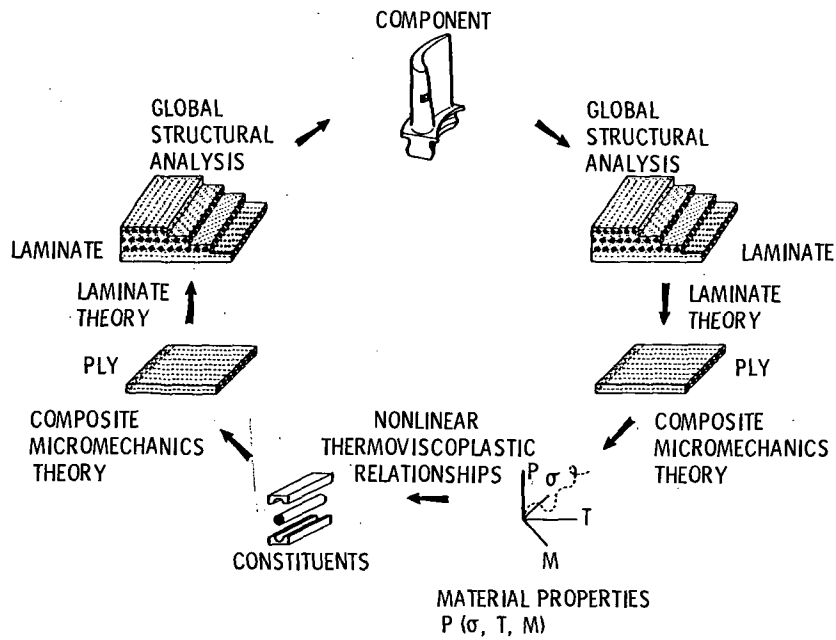 COMPONENT
GLOBAL
STRUCTURAL
ANALYSIS
GLOBAL
STRUCTURAL
ANALYSIS
LAMINATE
LAMINATE
LAMINATE
THEORY
LAMINATE
THEORY
PLY
PLY
COMPOSITE
MICROMECHANICS
THEORY
NONLINEAR
THERMOVISCOPLASTIC
RELATIONSHIPS
COMPOSITE
MICROMECHANICS
THEORY
P
σ
T
M
CONSTITUENTS
MATERIAL PROPERTIES
P (σ, T, M)